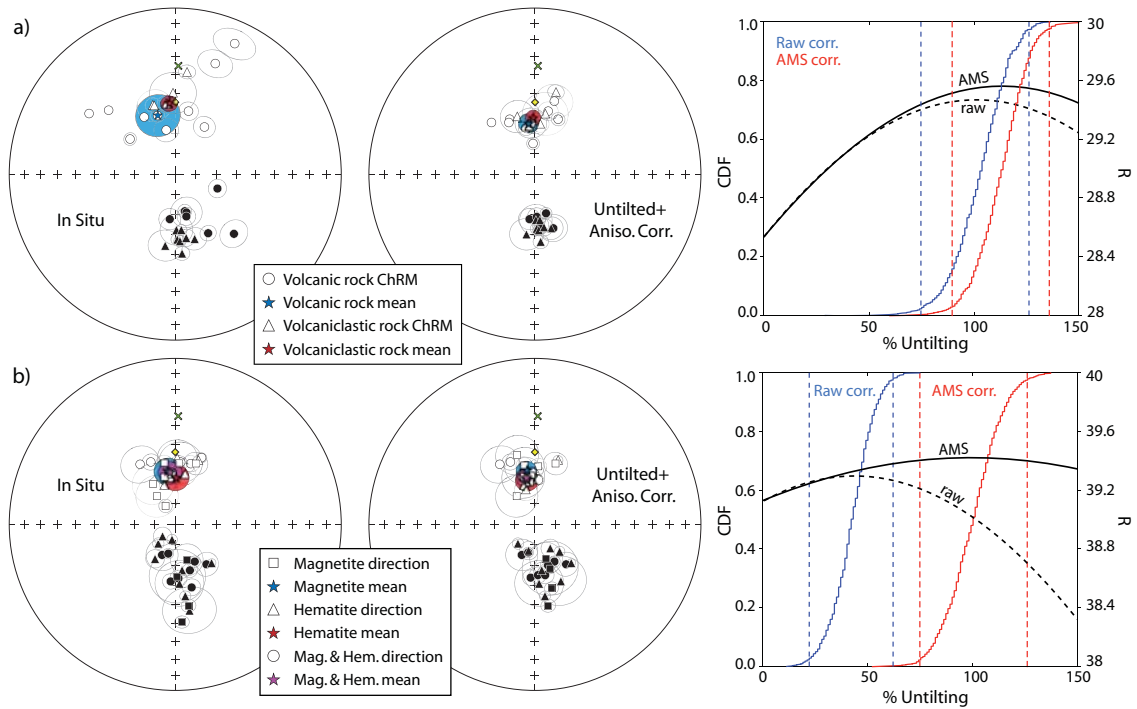 a)
In Situ
Untilted+
Aniso. Corr.
Volcanic rock ChRM
Volcanic rock mean
Volcaniclastic rock ChRM
Volcaniclastic rock mean
Raw corr.
AMS corr.
AMS
raw
CDF
1.0
0.8
0.6
0.4
0.2
0.0
R
30
29.6
29.2
28.8
28.4
28
0
50
100
150
% Untilting
b)
In Situ
Untilted+
Aniso. Corr.
Magnetite direction
Magnetite mean
Hematite direction
Hematite mean
Mag. & Hem. direction
Mag. & Hem. mean
Raw corr.
AMS corr.
AMS
raw
CDF
1.0
0.8
0.6
0.4
0.2
0.0
R
40
39.6
39.2
38.8
38.4
38
0
50
100
150
% Untilting